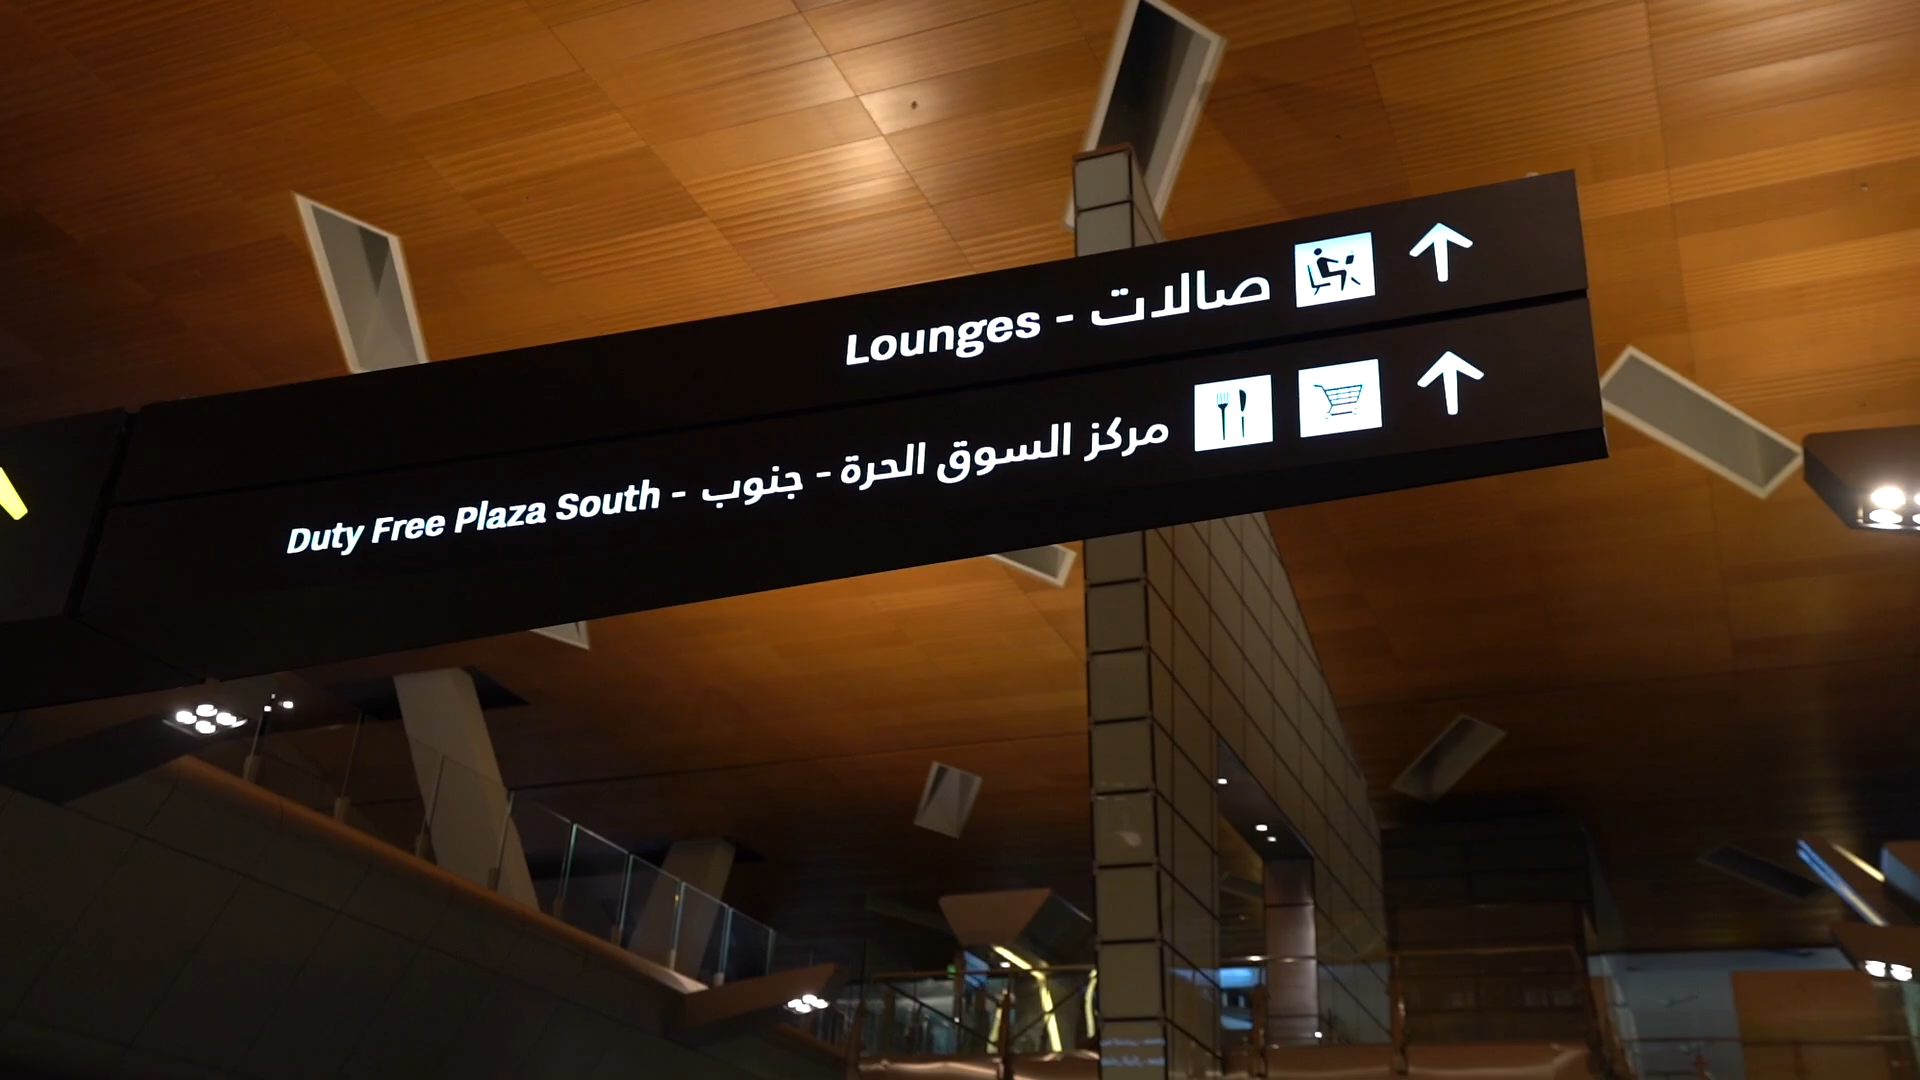 Lounges - صالات
Duty Free Plaza South - مركز السوق الحرة - جنوب